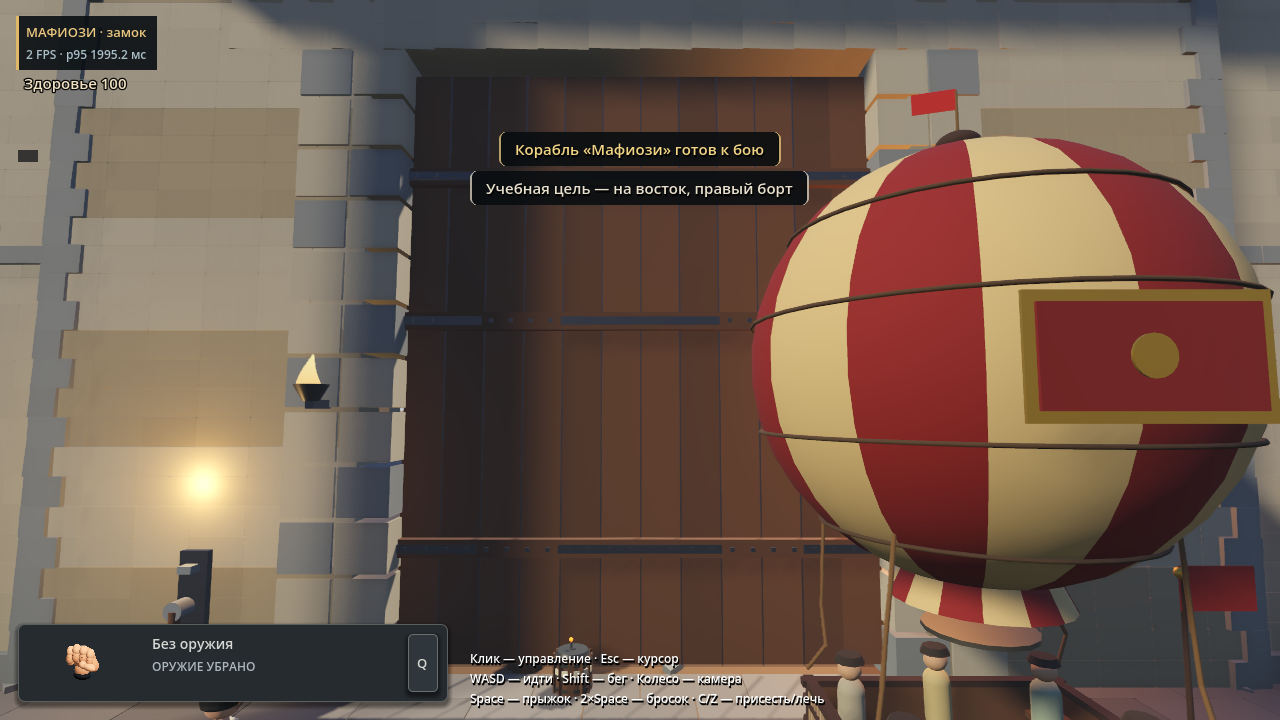 МАФИОЗИ · замок
2 FPS · p95 1995.2 мс
Здоровье 100
Корабль «Мафиози» готов к бою
Учебная цель — на восток, правый борт
Без оружия
ОРУЖИЕ УБРАНО
Q
Клик — управление · Esc — курсор
WASD — идти · Shift — бег · Колесо — камера
Space — прыжок · 2×Space — бросок · C/Z — присесть/лечь